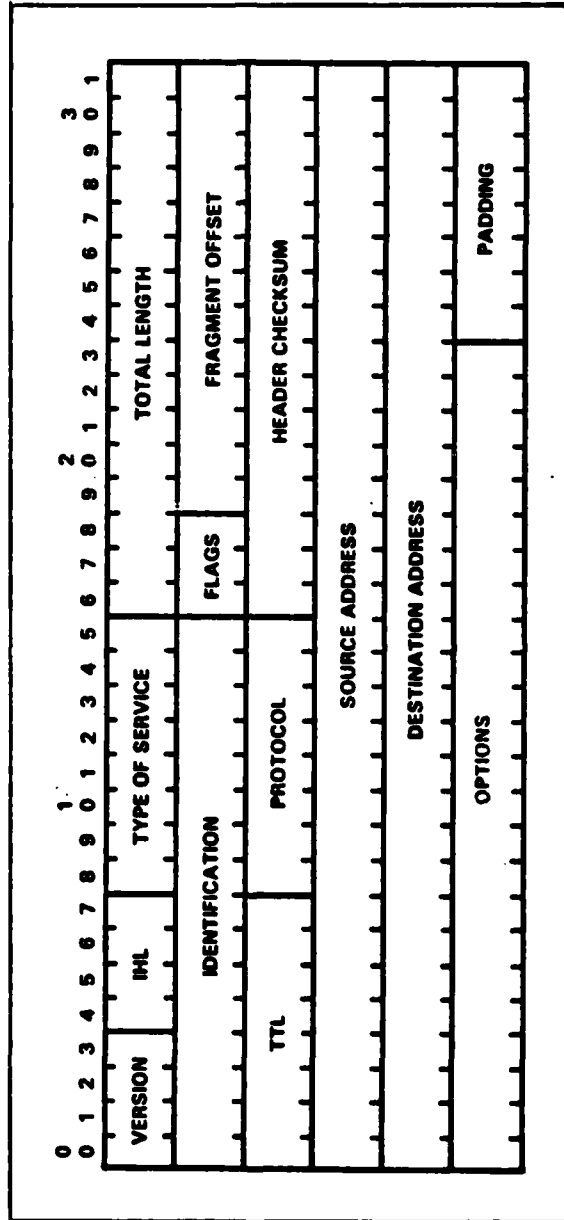 0 1 2 3
0 1 2 3 4 5 6 7 8 9 0 1 2 3 4 5 6 7 8 9 0 1 2 3 4 5 6 7 8 9 0 1
VERSION IHL TYPE OF SERVICE TOTAL LENGTH
IDENTIFICATION FLAGS FRAGMENT OFFSET
TTL PROTOCOL HEADER CHECKSUM
SOURCE ADDRESS
DESTINATION ADDRESS
OPTIONS PADDING